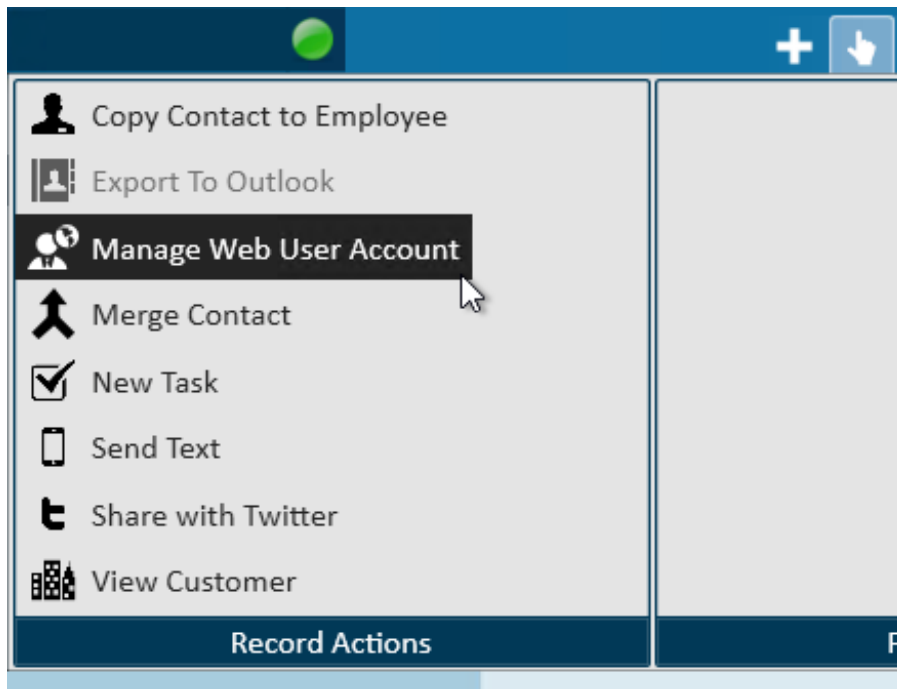 Copy Contact to Employee
Export To Outlook
Manage Web User Account
Merge Contact
New Task
Send Text
Share with Twitter
View Customer
Record Actions